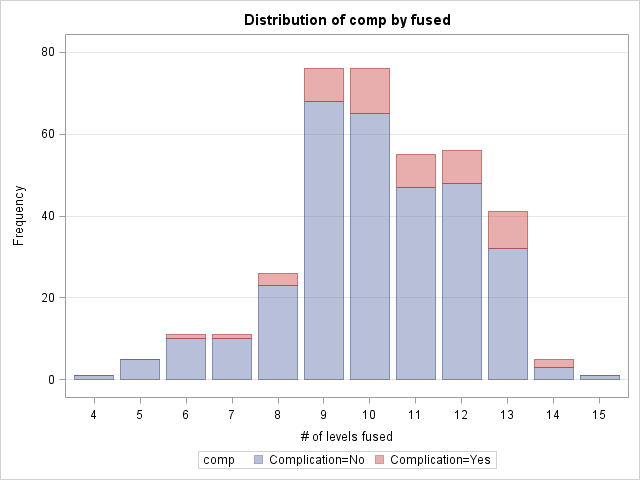 Distribution of comp by fused
80
60
40
20
0
Frequency
4 5 6 7 8 9 10 11 12 13 14 15
# of levels fused
comp Complication=No Complication=Yes